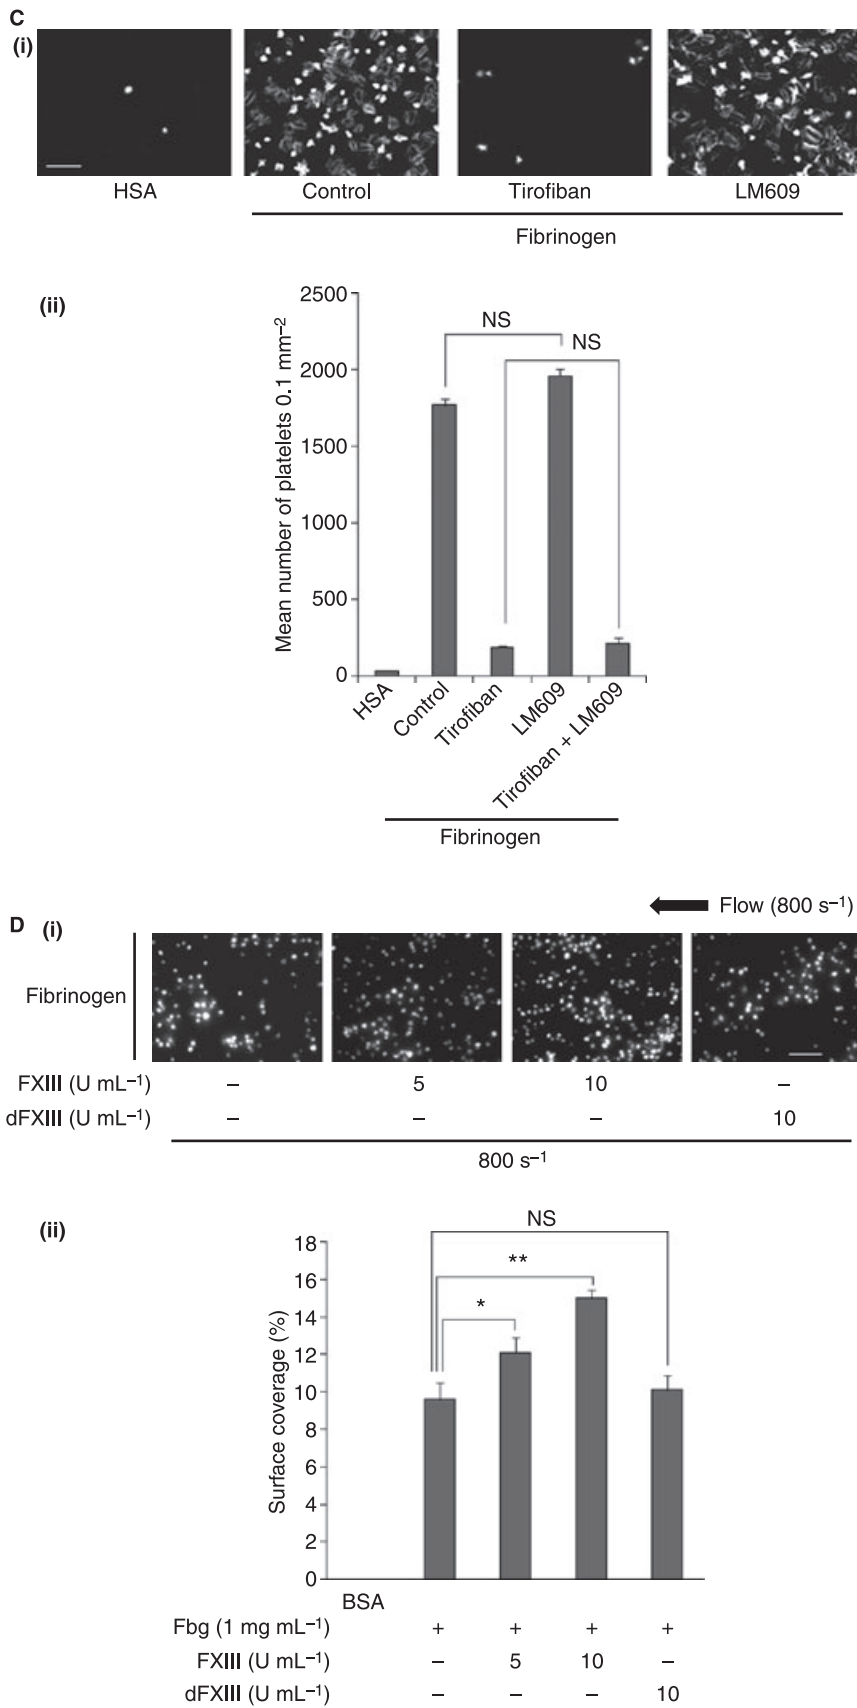 C
(i)
HSA
Control
Tirofiban
LM609
Fibrinogen
(ii)
Mean number of platelets 0.1 mm⁻²
2500
2000
1500
1000
500
0
NS
NS
HSA
Control
Tirofiban
LM609
Tirofiban + LM609
Fibrinogen
D
(i)
Flow (800 s⁻¹)
Fibrinogen
FXIII (U mL⁻¹) – 5 10 –
dFXIII (U mL⁻¹) – – – 10
800 s⁻¹
(ii)
Surface coverage (%)
18
16
14
12
10
8
6
4
2
0
NS
**
*
BSA
Fbg (1 mg mL⁻¹) + + + +
FXIII (U mL⁻¹) – 5 10 –
dFXIII (U mL⁻¹) – – – 10